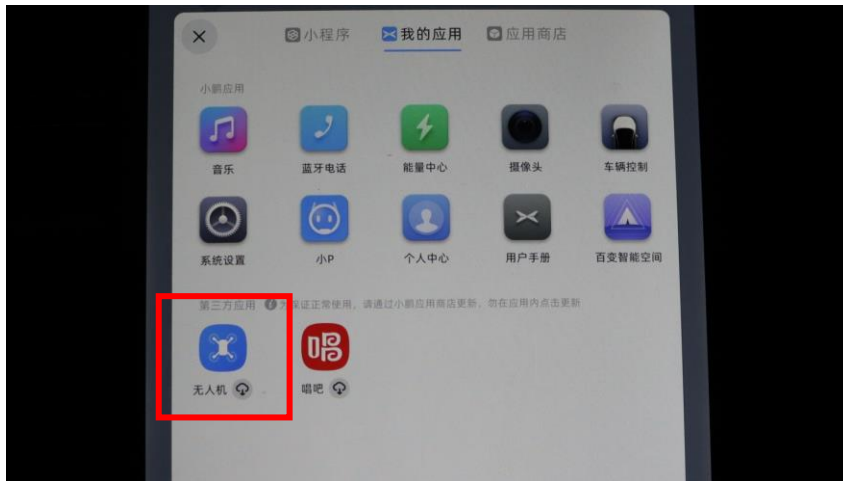 小程序 我的应用 应用商店
小鹏应用
音乐 蓝牙电话 能量中心 摄像头 车辆控制
系统设置 小P 个人中心 用户手册 百变智能空间
第三方应用 为保证正常使用，请通过小鹏应用商店更新，勿在应用内点击更新
唱吧
无人机 唱吧